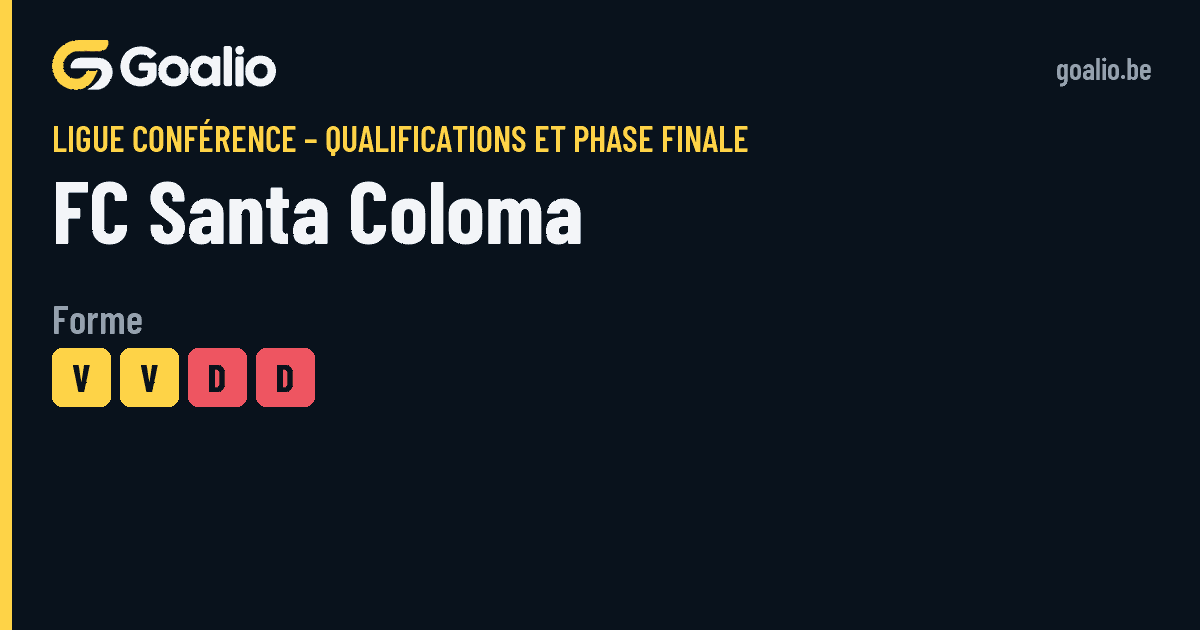 Goalio
goalio.be
LIGUE CONFÉRENCE – QUALIFICATIONS ET PHASE FINALE
FC Santa Coloma
Forme
V V D D